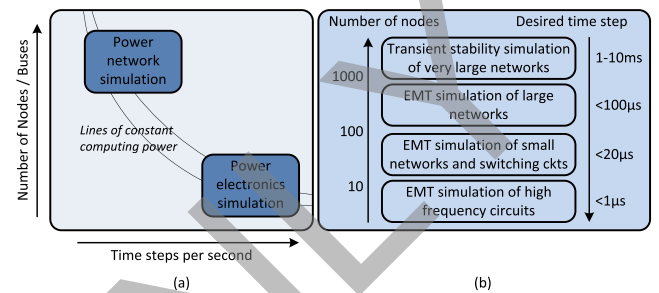 Number of Nodes / Buses
Power
network
simulation
Lines of constant
computing power
Power
electronics
simulation
Time steps per second
(a)
Number of nodes
Desired time step
1000
100
10
Transient stability simulation
of very large networks
EMT simulation of large
networks
EMT simulation of small
networks and switching ckts
EMT simulation of high
frequency circuits
1-10ms
<100µs
<20µs
<1µs
(b)